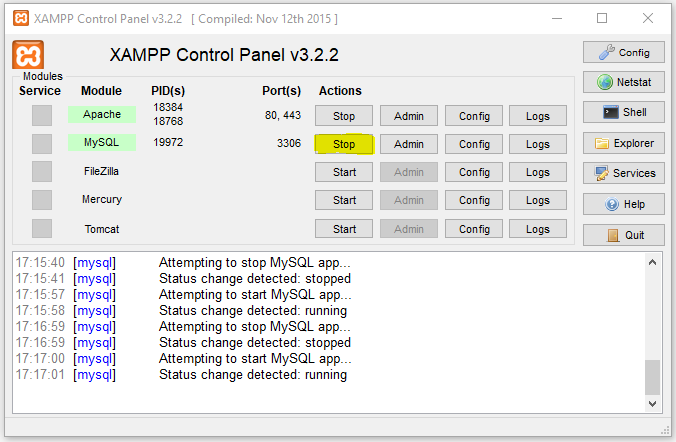 XAMPP Control Panel v3.2.2 [ Compiled: Nov 12th 2015 ]
XAMPP Control Panel v3.2.2
Modules
Service Module PID(s) Port(s) Actions
Apache 18384 18768 80, 443 Stop Admin Config Logs
MySQL 19972 3306 Stop Admin Config Logs
FileZilla Start Admin Config Logs
Mercury Start Admin Config Logs
Tomcat Start Admin Config Logs
Config
Netstat
Shell
Explorer
Services
Help
Quit
17:15:40 [mysql] Attempting to stop MySQL app...
17:15:41 [mysql] Status change detected: stopped
17:15:57 [mysql] Attempting to start MySQL app...
17:15:58 [mysql] Status change detected: running
17:16:59 [mysql] Attempting to stop MySQL app...
17:16:59 [mysql] Status change detected: stopped
17:17:00 [mysql] Attempting to start MySQL app...
17:17:01 [mysql] Status change detected: running